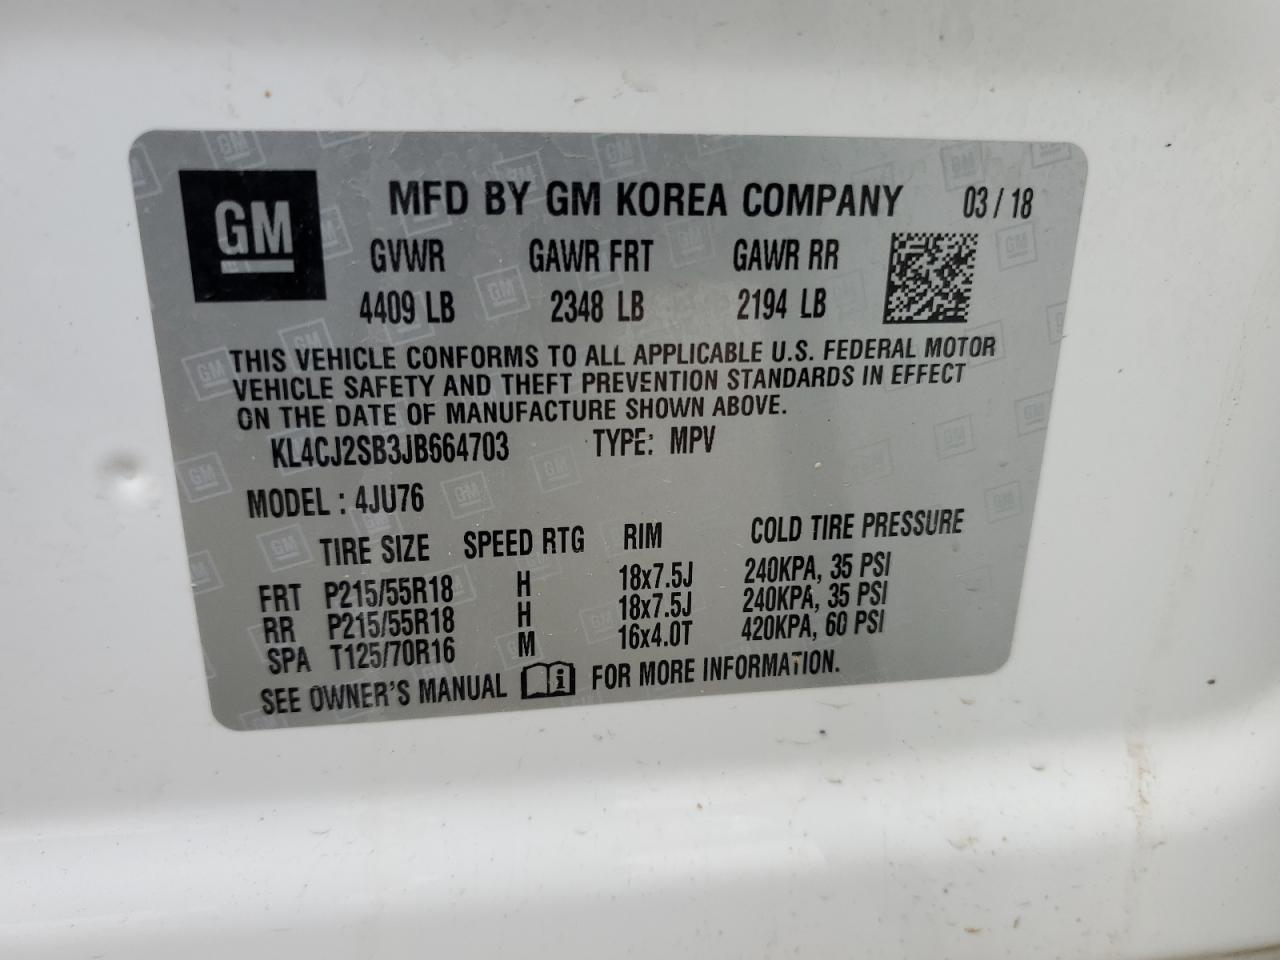 GM MFD BY GM KOREA COMPANY 03/18
GVWR GAWR FRT GAWR RR
4409 LB 2348 LB 2194 LB
THIS VEHICLE CONFORMS TO ALL APPLICABLE U.S. FEDERAL MOTOR
VEHICLE SAFETY AND THEFT PREVENTION STANDARDS IN EFFECT
ON THE DATE OF MANUFACTURE SHOWN ABOVE.
KL4CJ2SB3JB664703 TYPE: MPV
MODEL : 4JU76
TIRE SIZE SPEED RTG RIM COLD TIRE PRESSURE
FRT P215/55R18 H 18x7.5J 240KPA, 35 PSI
RR P215/55R18 H 18x7.5J 240KPA, 35 PSI
SPA T125/70R16 M 16x4.0T 420KPA, 60 PSI
SEE OWNER'S MANUAL FOR MORE INFORMATION.